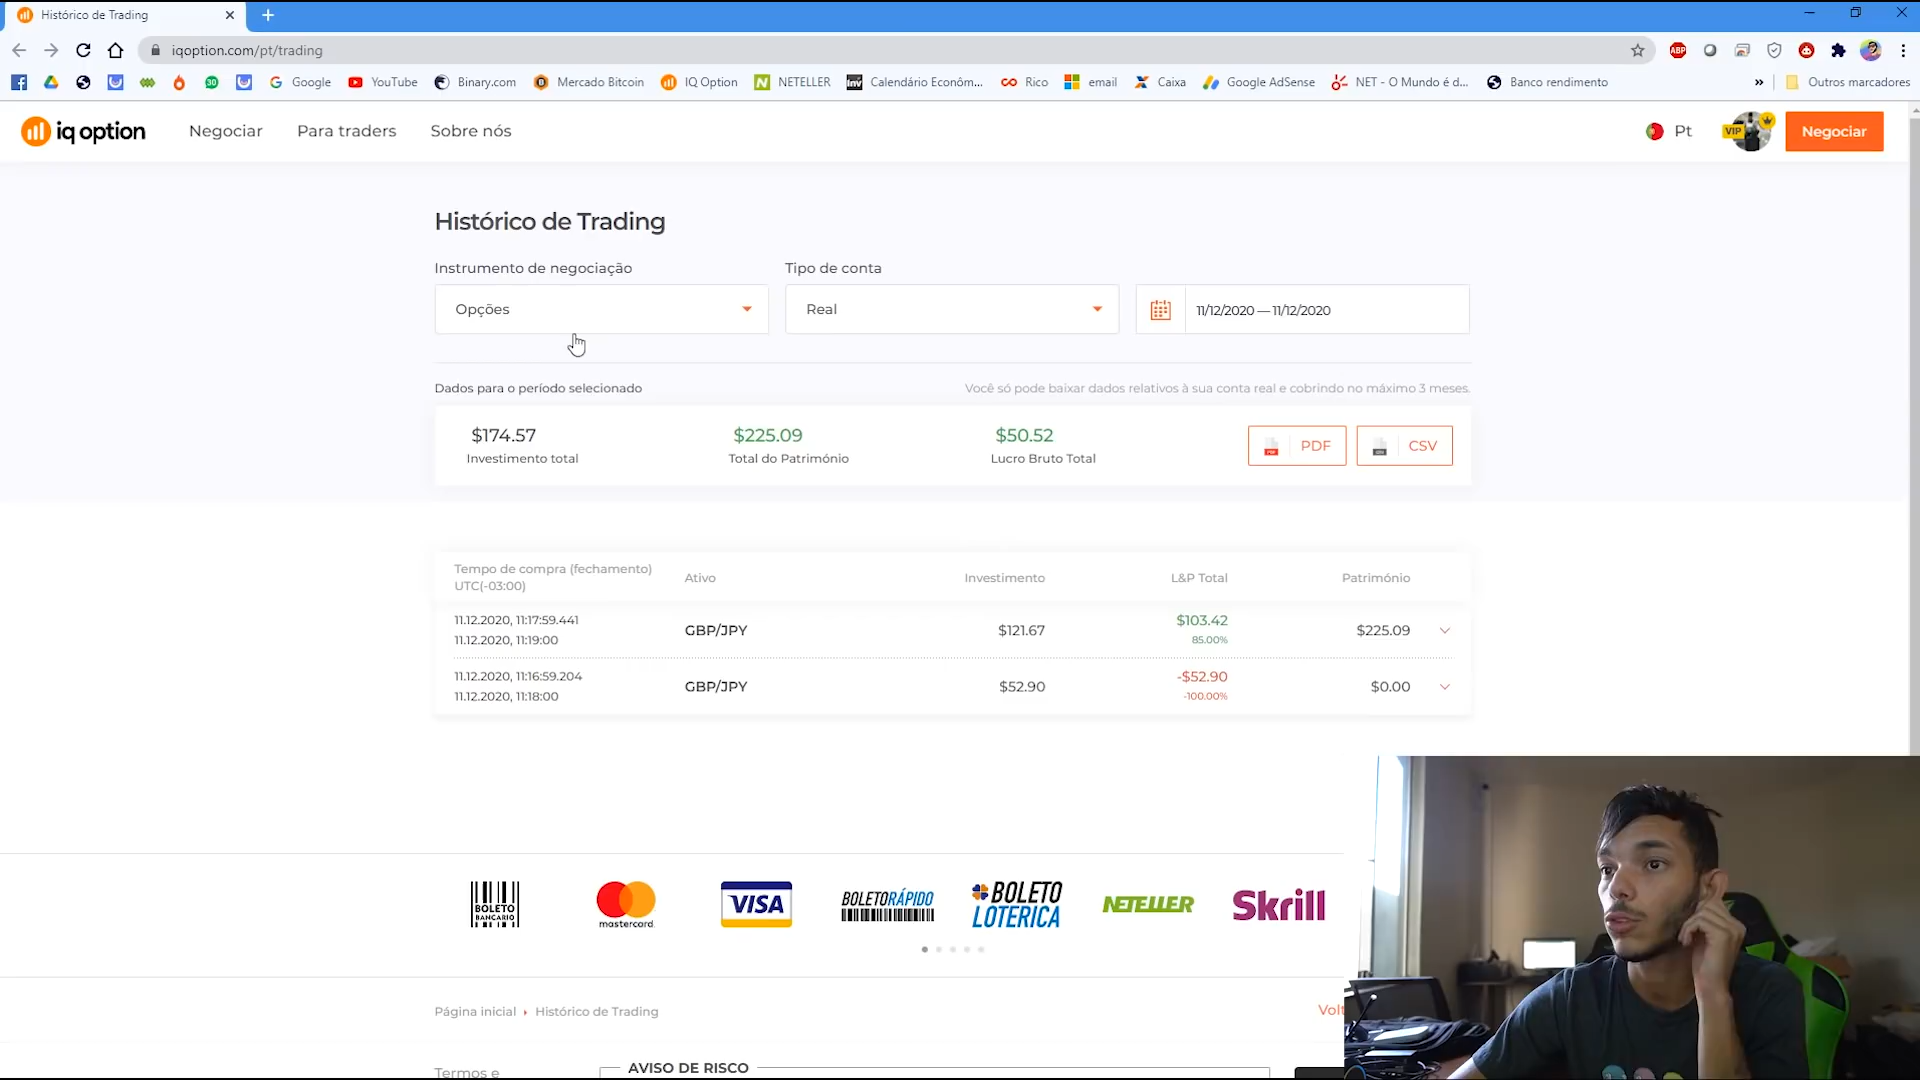 Histórico de Trading
iqoption.com/pt/trading
ABP
30
Google
YouTube
Binary.com
Mercado Bitcoin
IQ Option
NETELLER
Calendário Econôm...
Rico
email
Caixa
Google AdSense
NET - O Mundo é d...
Banco rendimento
»
Outros marcadores
iq option
Negociar
Para traders
Sobre nós
Pt
VIP
Negociar
Histórico de Trading
Instrumento de negociação
Tipo de conta
Opções
Real
11/12/2020 — 11/12/2020
Dados para o período selecionado
Você só pode baixar dados relativos à sua conta real e cobrindo no máximo 3 meses.
$174.57
$225.09
$50.52
PDF
CSV
Investimento total
Total do Património
Lucro Bruto Total
Tempo de compra (fechamento)
UTC(-03:00)
Ativo
Investimento
L&P Total
Património
11.12.2020, 11:17:59.441
11.12.2020, 11:19:00
GBP/JPY
$121.67
$103.42
85.00%
$225.09
11.12.2020, 11:16:59.204
11.12.2020, 11:18:00
GBP/JPY
$52.90
-$52.90
-100.00%
$0.00
BOLETO
BANCARIO
mastercard
VISA
BOLETORÁPIDO
BOLETO
LOTERICA
NETELLER
Skrill
Página inicial
Histórico de Trading
Volt
Termos e
AVISO DE RISCO